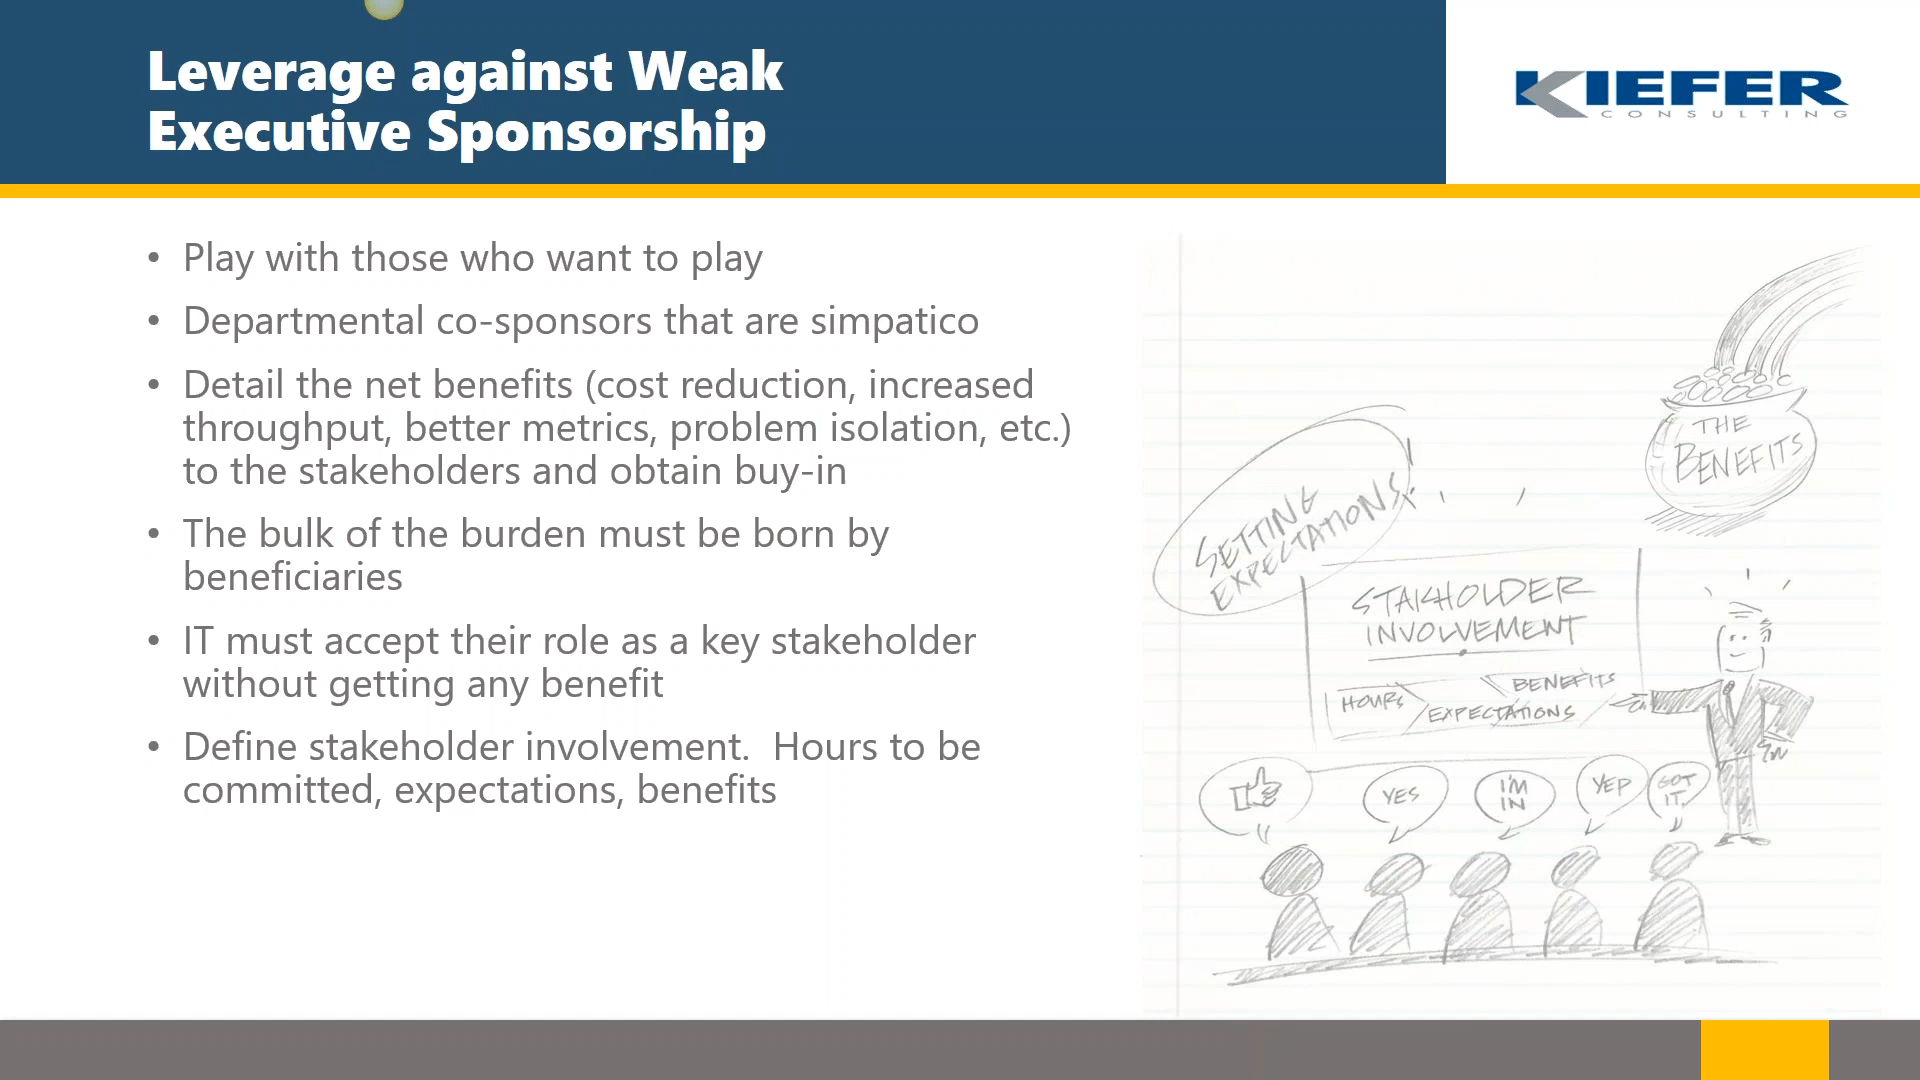 Leverage against Weak
Executive Sponsorship
KIEFER
CONSULTING
• Play with those who want to play
• Departmental co-sponsors that are simpatico
• Detail the net benefits (cost reduction, increased
throughput, better metrics, problem isolation, etc.)
to the stakeholders and obtain buy-in
• The bulk of the burden must be born by
beneficiaries
• IT must accept their role as a key stakeholder
without getting any benefit
• Define stakeholder involvement.  Hours to be
committed, expectations, benefits
THE
BENEFITS
SETTING
EXPECTATIONS
STAKHOLDER
INVOLVEMENT
HOURS
EXPECTATIONS
BENEFITS
YES
I'M
IN
YEP
GOT
IT.